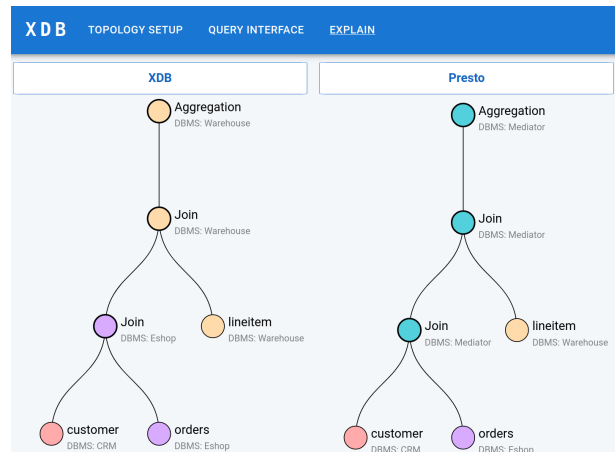 XDB TOPOLOGY SETUP QUERY INTERFACE EXPLAIN
XDB Presto
Aggregation
DBMS: Warehouse
Aggregation
DBMS: Mediator
Join
DBMS: Warehouse
Join
DBMS: Mediator
Join
DBMS: Eshop
lineitem
DBMS: Warehouse
Join
DBMS: Mediator
lineitem
DBMS: Warehouse
customer
DBMS: CRM
orders
DBMS: Eshop
customer
DBMS: CRM
orders
DBMS: Eshop